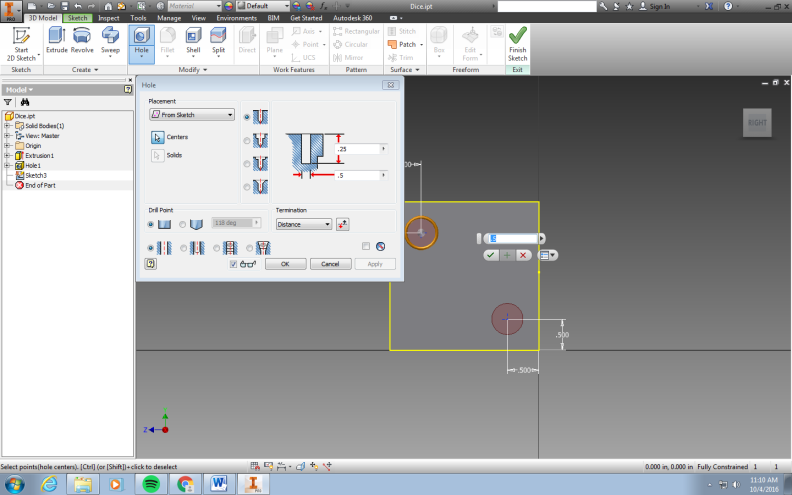 Material
Default
Dice.ipt
Sign In
PRO
3D Model Sketch Inspect Tools Manage View Environments BIM Get Started Autodesk 360
Start
2D Sketch
Extrude Revolve Sweep
Hole Fillet Shell Split Direct
Plane
Axis
Point
UCS
Rectangular
Circular
Mirror
Stitch
Patch
Trim
Box
Edit
Form
Finish
Sketch
Sketch Create Modify Work Features Pattern Surface Freeform Exit
Model
Dice.ipt
Solid Bodies(1)
View: Master
Origin
Extrusion1
Hole1
Sketch3
End of Part
Hole
Placement
From Sketch
Centers
Solids
.25
.5
Drill Point
118 deg
Termination
Distance
OK Cancel Apply
RIGHT
.5
.500
.500
Z
Select points(hole centers). [Ctrl] (or [Shift])+click to deselect
0.000 in, 0.000 in Fully Constrained 1 1
11:10 AM
10/4/2016